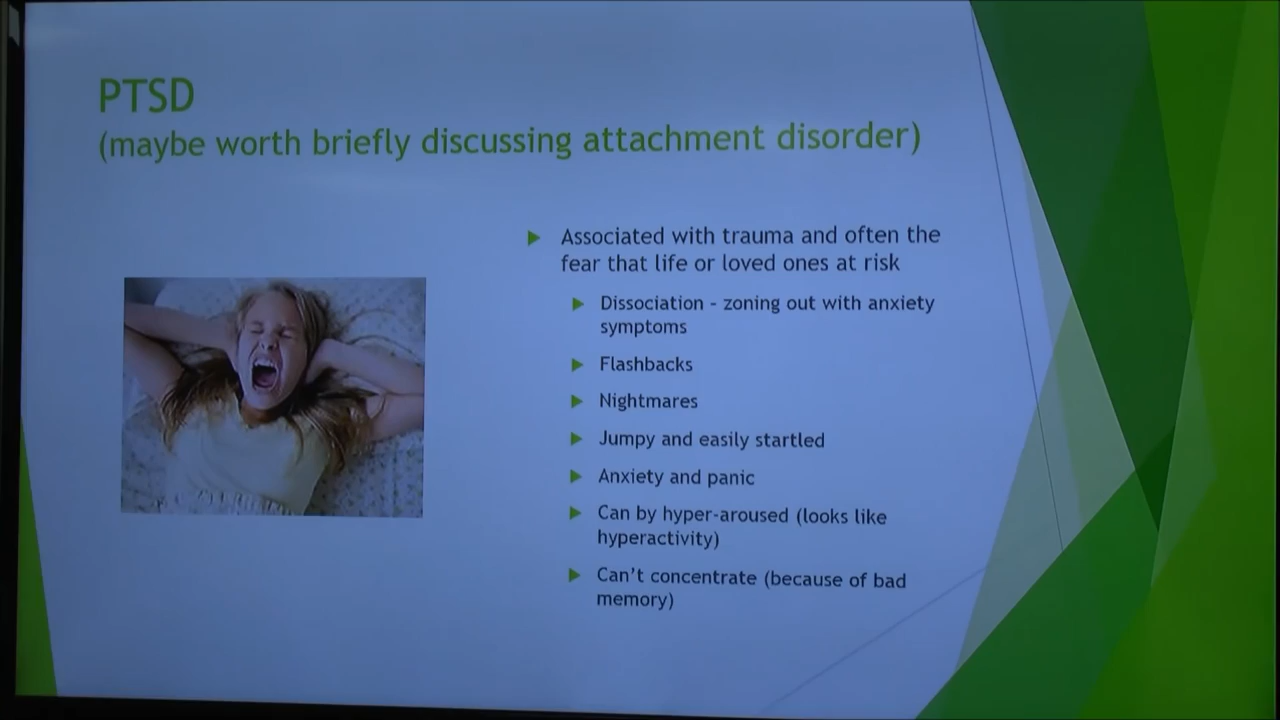 PTSD
(maybe worth briefly discussing attachment disorder)
Associated with trauma and often the
fear that life or loved ones at risk
Dissociation - zoning out with anxiety
symptoms
Flashbacks
Nightmares
Jumpy and easily startled
Anxiety and panic
Can by hyper-aroused (looks like
hyperactivity)
Can't concentrate (because of bad
memory)